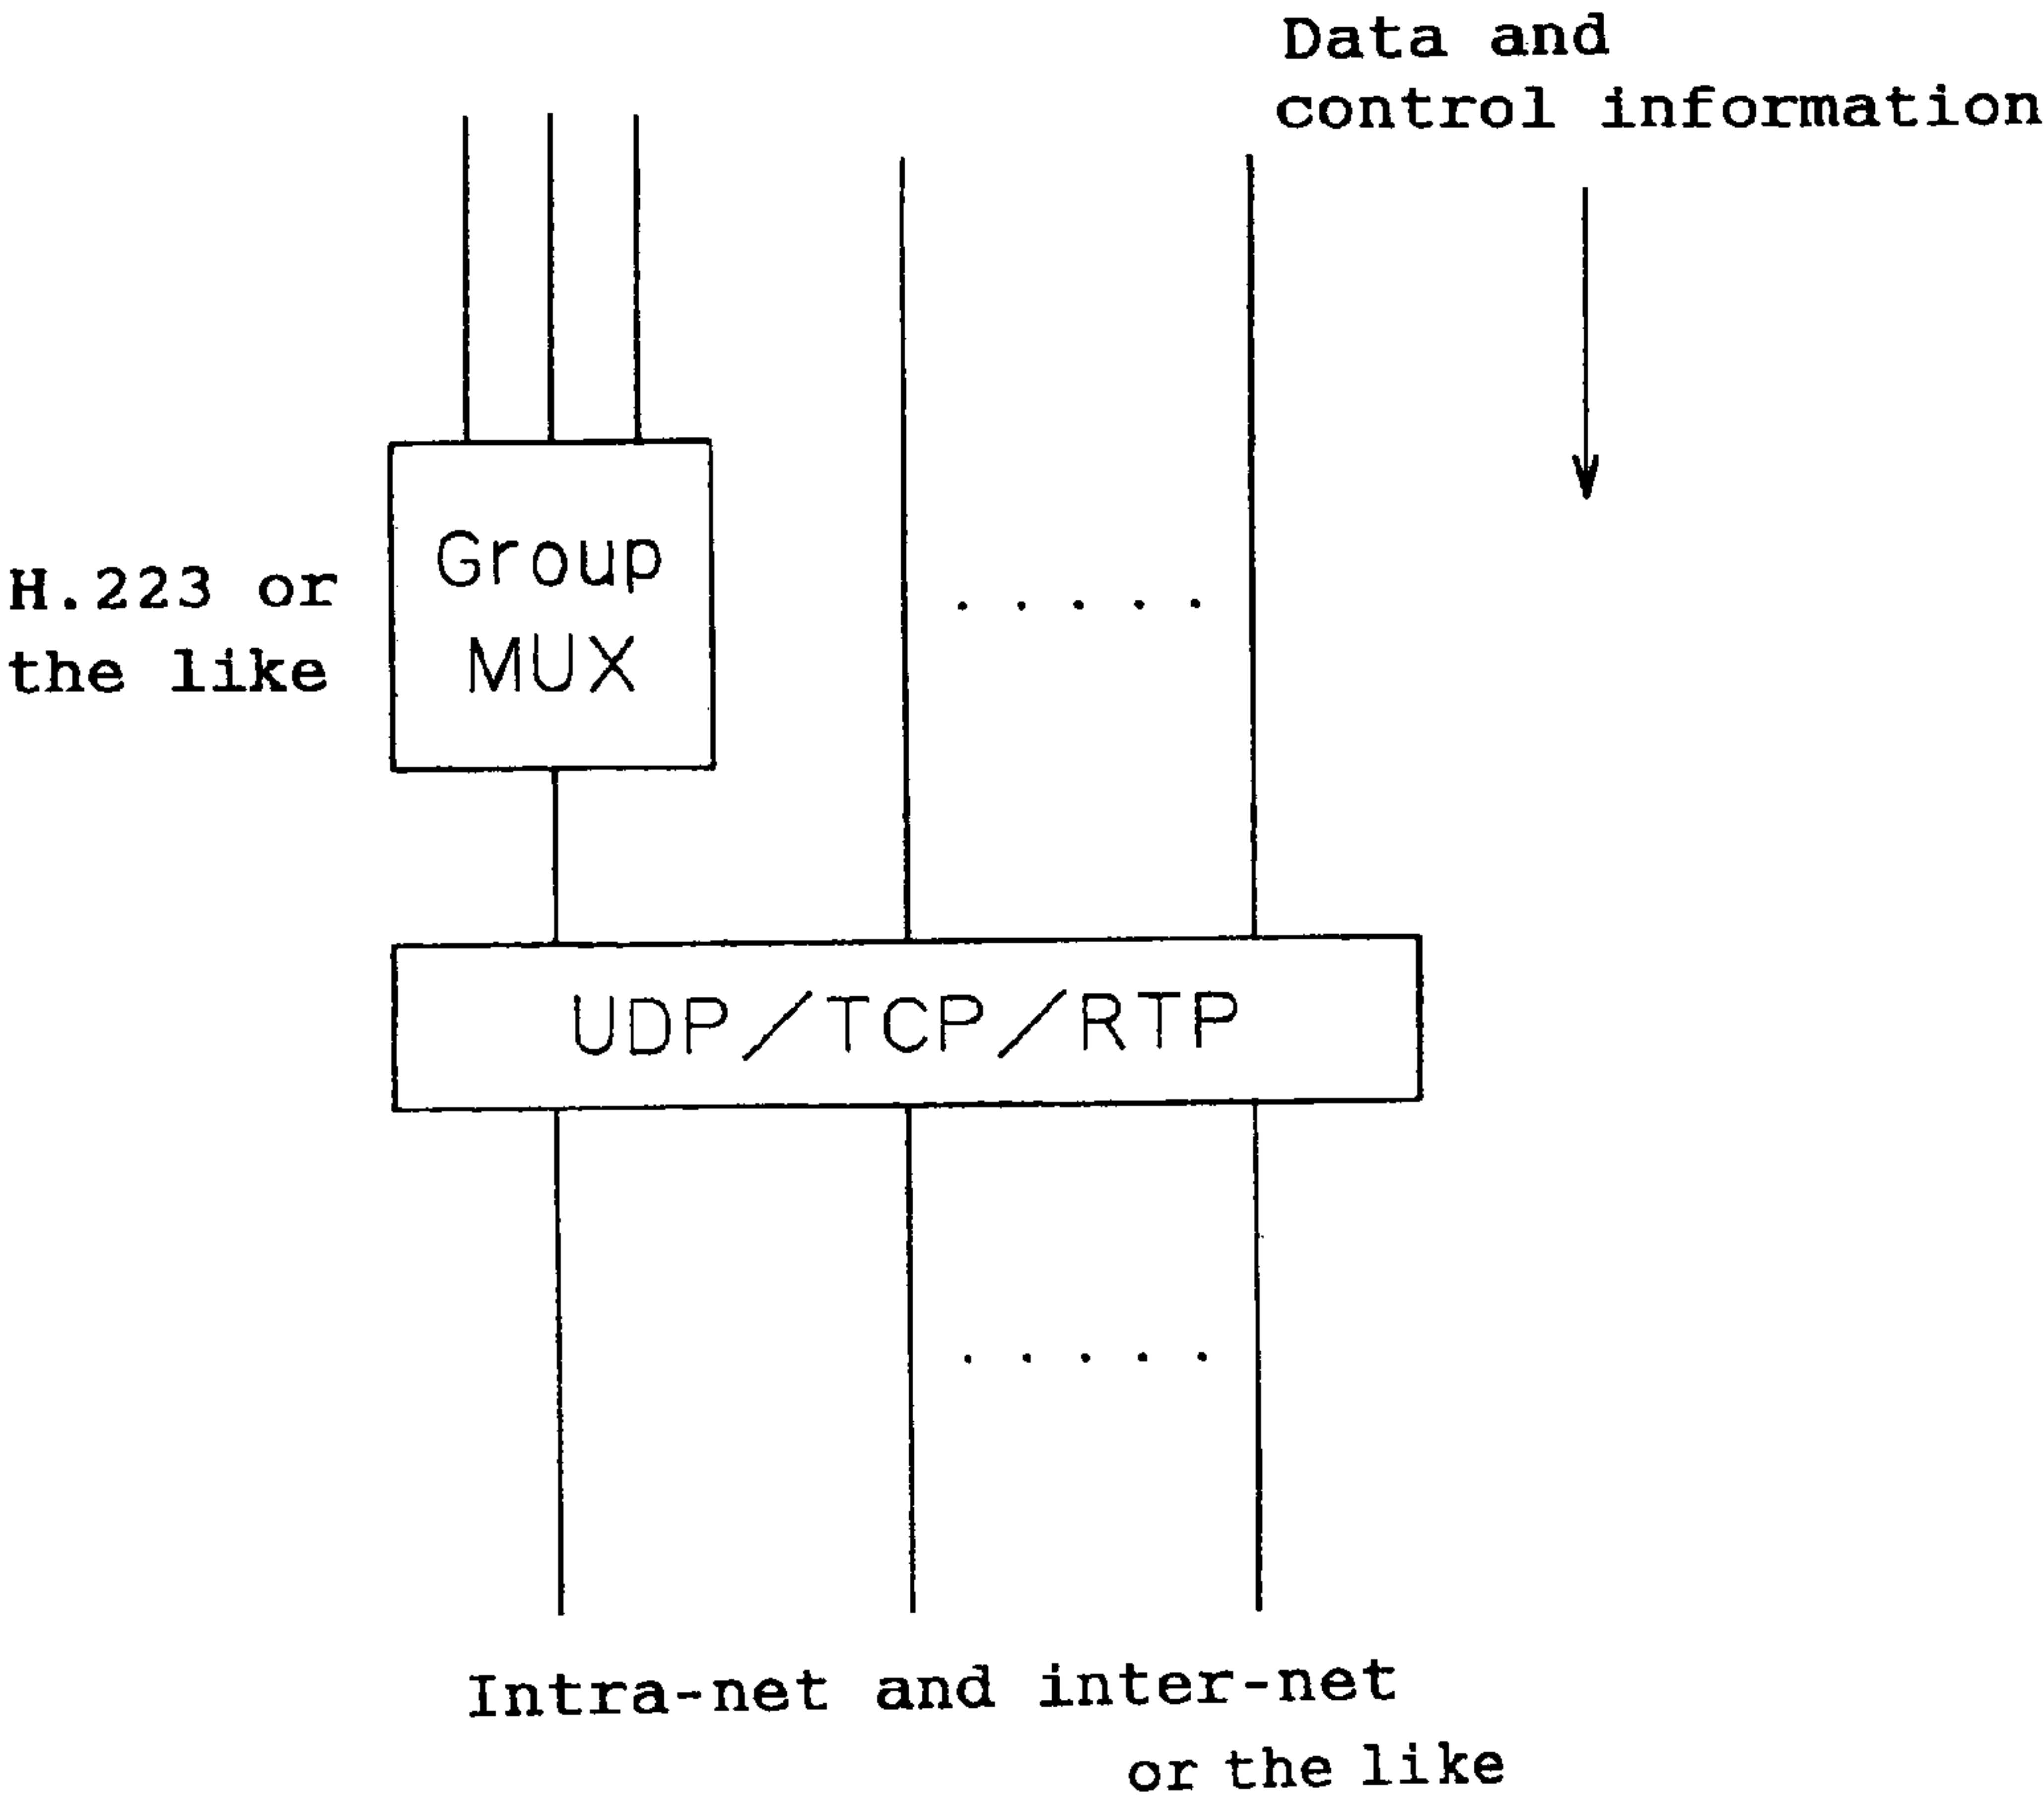 Data and
control information
Group
MUX
H.223 or
the like
. . . . .
UDP/TCP/RTP
. . . . .
Intra-net and inter-net
or the like